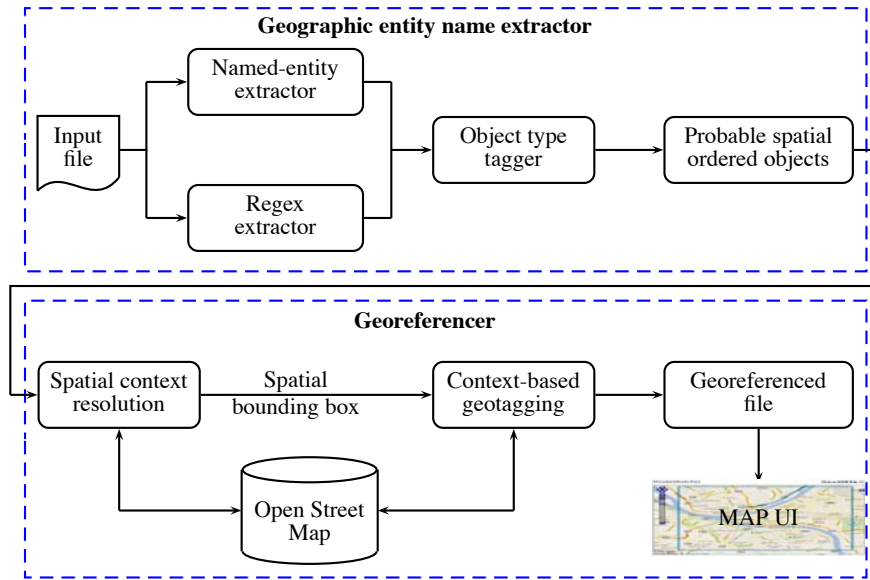 Geographic entity name extractor
Named-entity
extractor
Input
file
Object type
tagger
Probable spatial
ordered objects
Regex
extractor
Georeferencer
Spatial context
resolution
Spatial
bounding box
Context-based
geotagging
Georeferenced
file
Open Street
Map
MAP UI